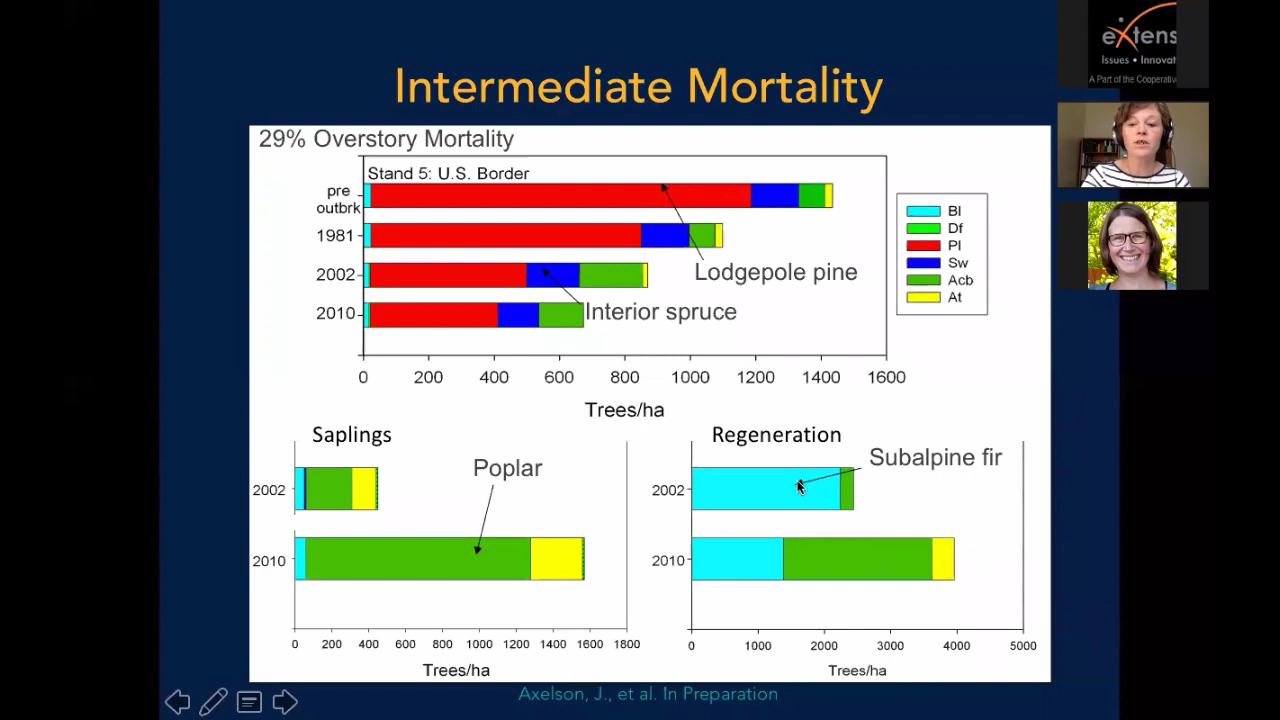 Intermediate Mortality
29% Overstory Mortality
Stand 5: U.S. Border
pre
outbrk
1981
2002
2010
Lodgepole pine
Interior spruce
0 200 400 600 800 1000 1200 1400 1600
Trees/ha
Bl
Df
Pl
Sw
Acb
At
Saplings
Poplar
2002
2010
0 200 400 600 800 1000 1200 1400 1600 1800
Trees/ha
Regeneration
Subalpine fir
2002
2010
0 1000 2000 3000 4000 5000
Trees/ha
Axelson, J., et al. In Preparation
eXtens
Issues • Innovat
A Part of the Cooperativ